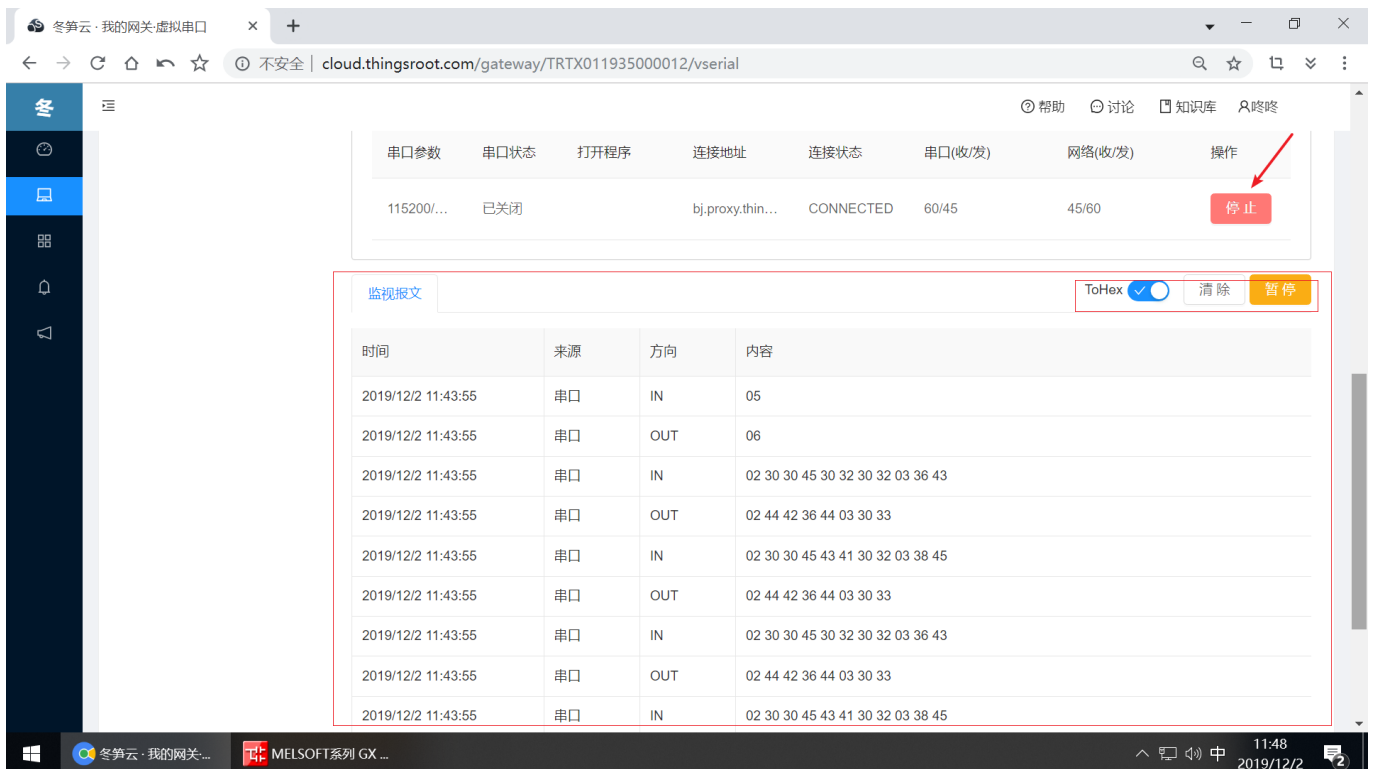 冬笋云 · 我的网关·虚拟串口
不安全 | cloud.thingsroot.com/gateway/TRTX011935000012/vserial
冬 帮助 讨论 知识库 咚咚
串口参数 串口状态 打开程序 连接地址 连接状态 串口(收/发) 网络(收/发) 操作
115200/... 已关闭 bj.proxy.thin... CONNECTED 60/45 45/60 停 止
监视报文 ToHex 清 除 暂 停
时间 来源 方向 内容
2019/12/2 11:43:55 串口 IN 05
2019/12/2 11:43:55 串口 OUT 06
2019/12/2 11:43:55 串口 IN 02 30 30 45 30 32 30 32 03 36 43
2019/12/2 11:43:55 串口 OUT 02 44 42 36 44 03 30 33
2019/12/2 11:43:55 串口 IN 02 30 30 45 43 41 30 32 03 38 45
2019/12/2 11:43:55 串口 OUT 02 44 42 36 44 03 30 33
2019/12/2 11:43:55 串口 IN 02 30 30 45 30 32 30 32 03 36 43
2019/12/2 11:43:55 串口 OUT 02 44 42 36 44 03 30 33
2019/12/2 11:43:55 串口 IN 02 30 30 45 43 41 30 32 03 38 45
冬笋云 · 我的网关·... MELSOFT系列 GX ... 中 11:48
2019/12/2 2